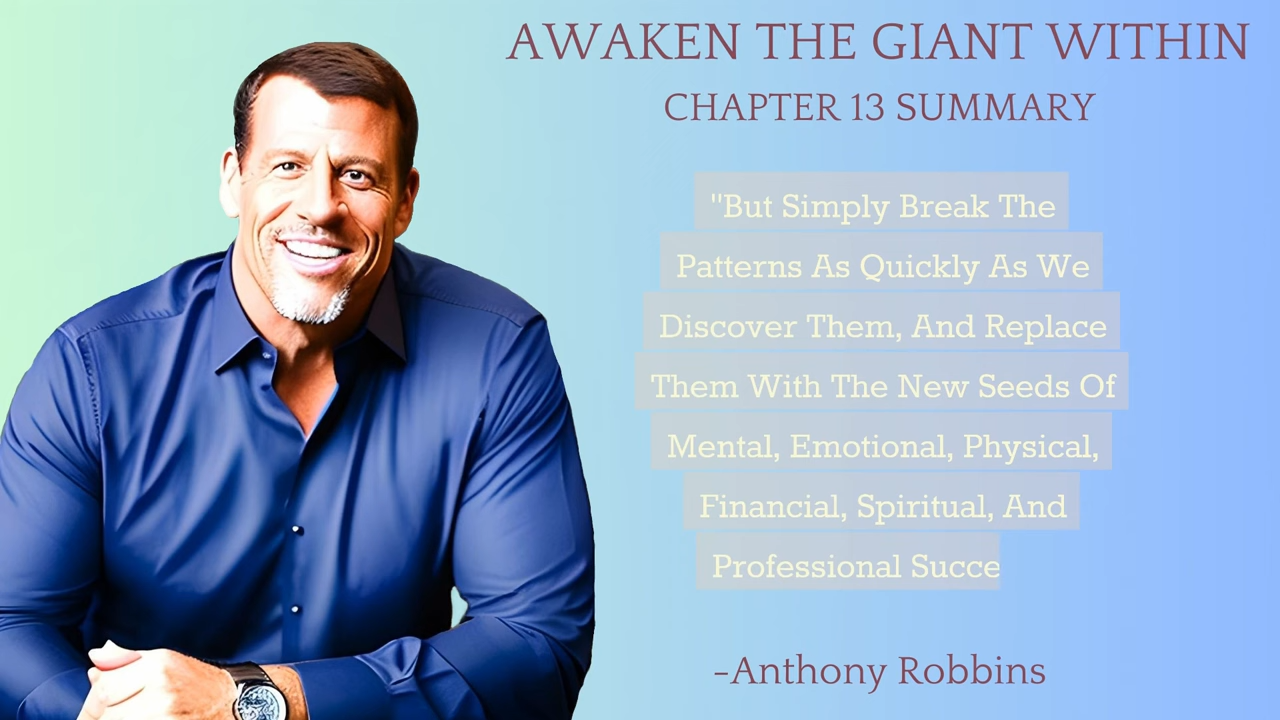 AWAKEN THE GIANT WITHIN
CHAPTER 13 SUMMARY
"But Simply Break The
Patterns As Quickly As We
Discover Them, And Replace
Them With The New Seeds Of
Mental, Emotional, Physical,
Financial, Spiritual, And
Professional Succe
-Anthony Robbins